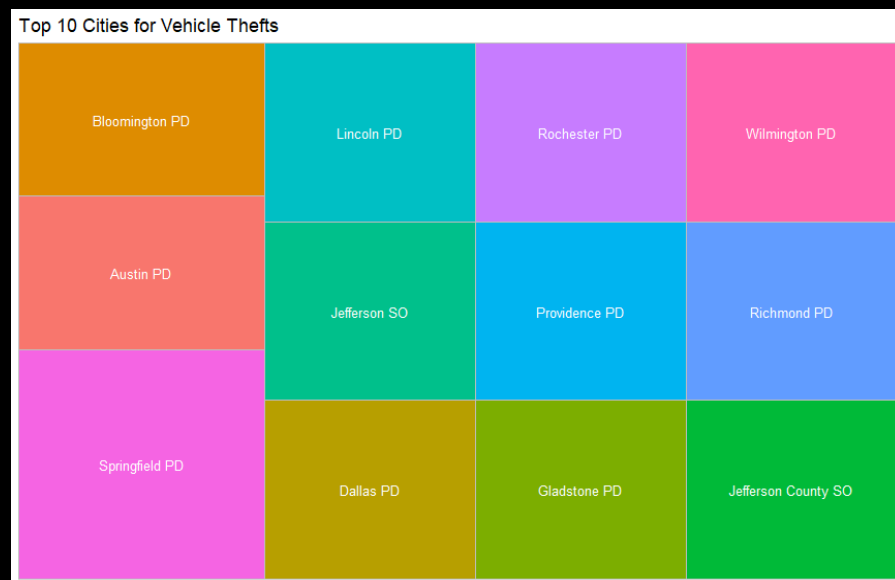 Top 10 Cities for Vehicle Thefts
Bloomington PD
Lincoln PD
Rochester PD
Wilmington PD
Austin PD
Jefferson SO
Providence PD
Richmond PD
Springfield PD
Dallas PD
Gladstone PD
Jefferson County SO